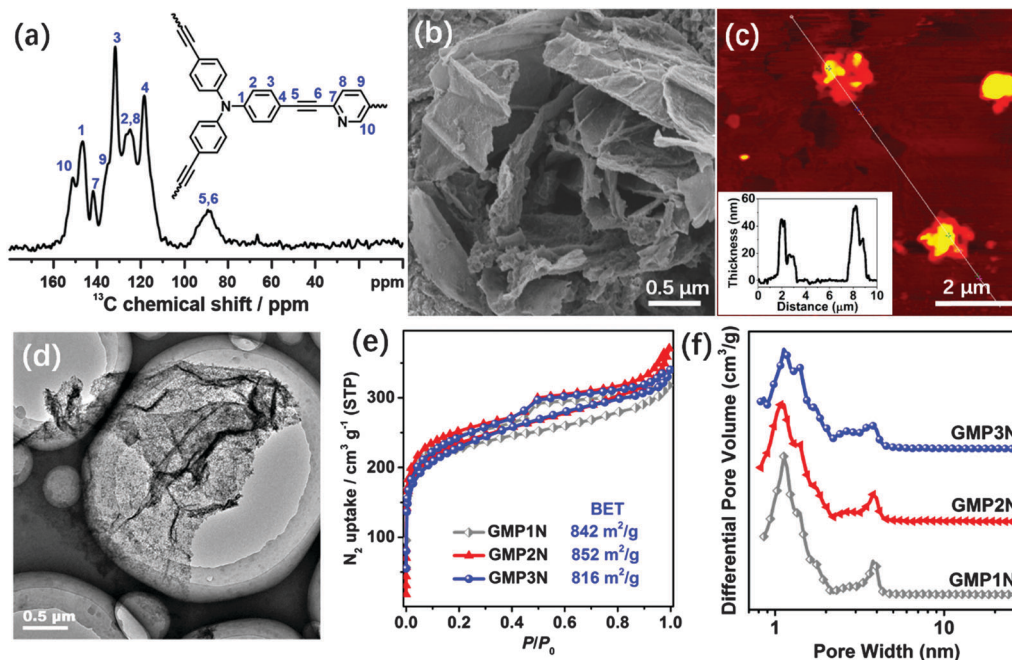 (a)
3
4
1
2,8
10
9
7
5,6
1
2
3
4
5
6
7
8
9
10
N
N
160
140
120
100
80
60
40
ppm
¹³C chemical shift / ppm
(b)
0.5 μm
(c)
60
40
20
0
Thickness (nm)
0
2
4
6
8
10
Distance (μm)
2 μm
(d)
0.5 μm
(e)
N₂ uptake / cm³ g⁻¹ (STP)
300
200
100
BET
GMP1N 842 m²/g
GMP2N 852 m²/g
GMP3N 816 m²/g
0.0
0.2
0.4
0.6
0.8
1.0
P/P₀
(f)
Differential Pore Volume (cm³/g)
GMP3N
GMP2N
GMP1N
1
10
Pore Width (nm)